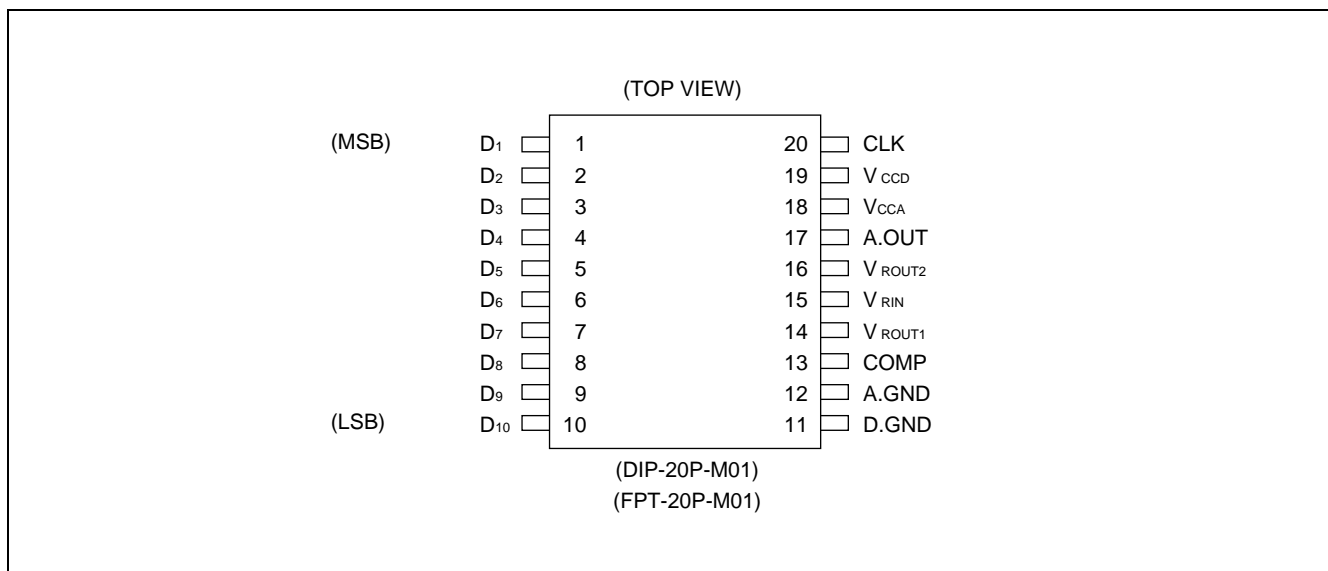 (TOP VIEW)
(MSB) D1 1 20 CLK
D2 2 19 VCCD
D3 3 18 VCCA
D4 4 17 A.OUT
D5 5 16 VROUT2
D6 6 15 VRIN
D7 7 14 VROUT1
D8 8 13 COMP
D9 9 12 A.GND
(LSB) D10 10 11 D.GND
(DIP-20P-M01)
(FPT-20P-M01)